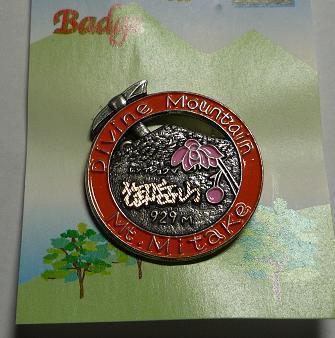 Badge
Divine Mountain
御岳山
929m
Mt.Mitake